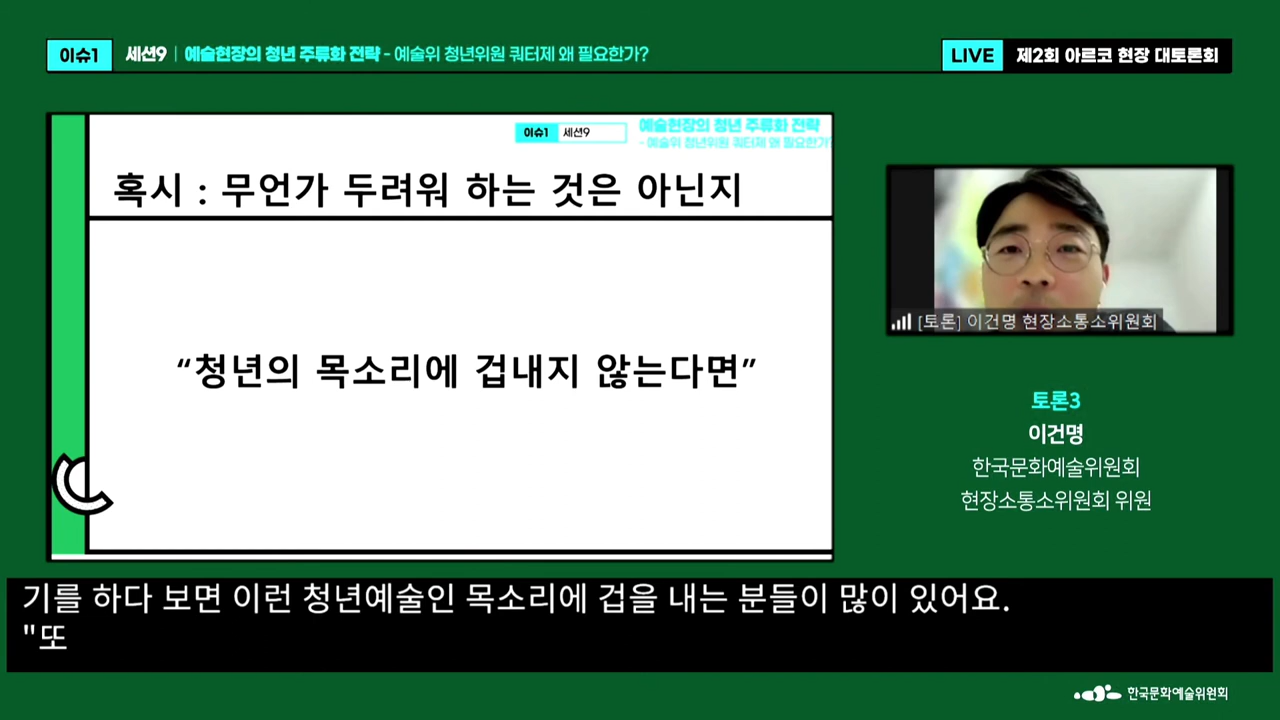 이슈1 세션9 | 예술현장의 청년 주류화 전략 - 예술위 청년위원 쿼터제 왜 필요한가?
LIVE 제2회 아르코 현장 대토론회
이슈1 세션9
예술현장의 청년 주류화 전략
- 예술위 청년위원 쿼터제 왜 필요한가?
혹시 : 무언가 두려워 하는 것은 아닌지
“청년의 목소리에 겁내지 않는다면”
[토론] 이건명 현장소통소위원회
토론3
이건명
한국문화예술위원회
현장소통소위원회 위원
기를 하다 보면 이런 청년예술인 목소리에 겁을 내는 분들이 많이 있어요.
"또
한국문화예술위원회